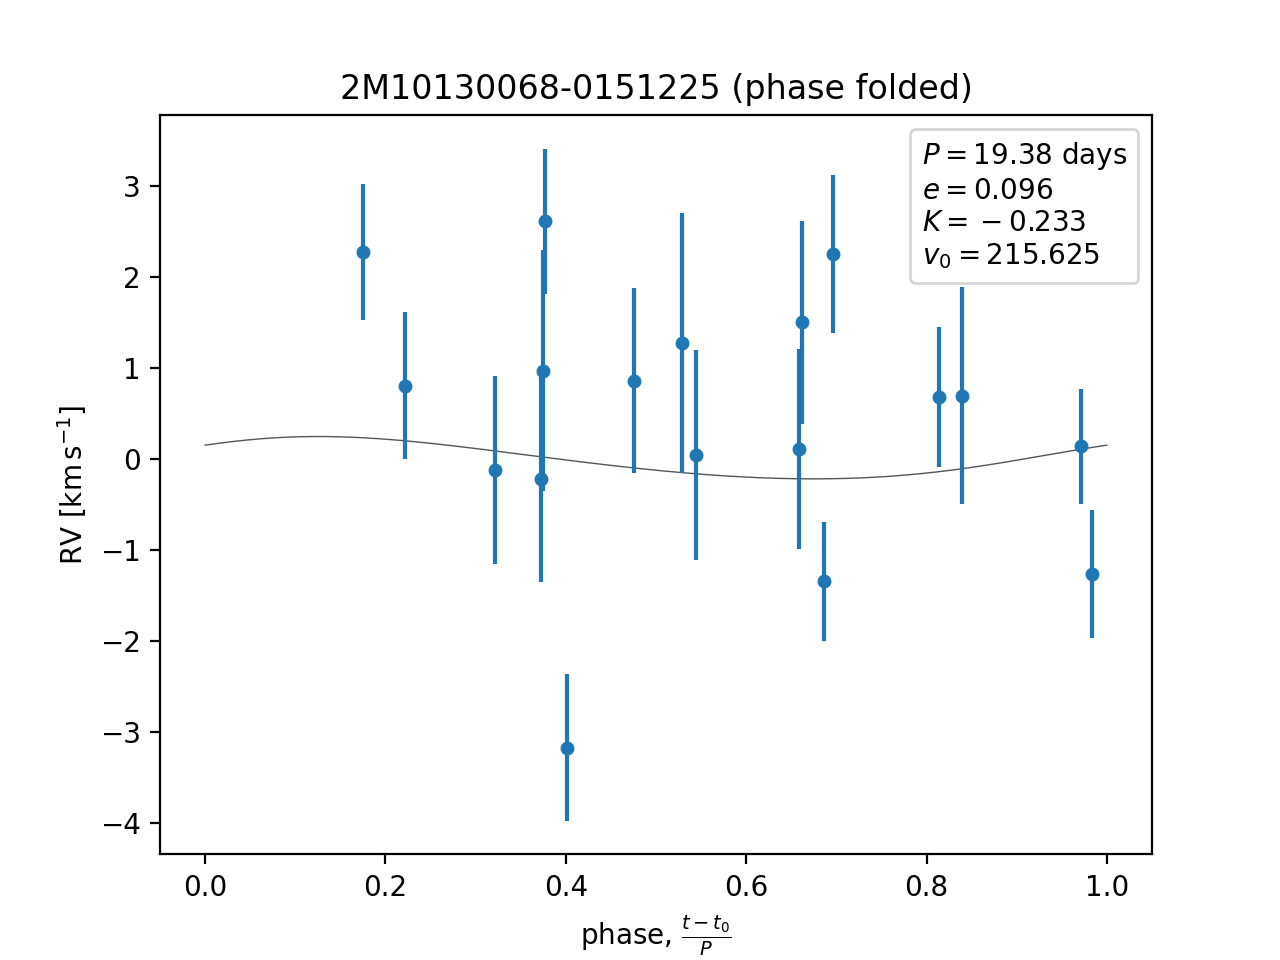 2M10130068-0151225 (phase folded)
P = 19.38 days
e = 0.096
K = −0.233
v₀ = 215.625
3
2
1
0
−1
−2
−3
−4
RV [km s⁻¹]
0.0 0.2 0.4 0.6 0.8 1.0
phase, (t − t₀)/P